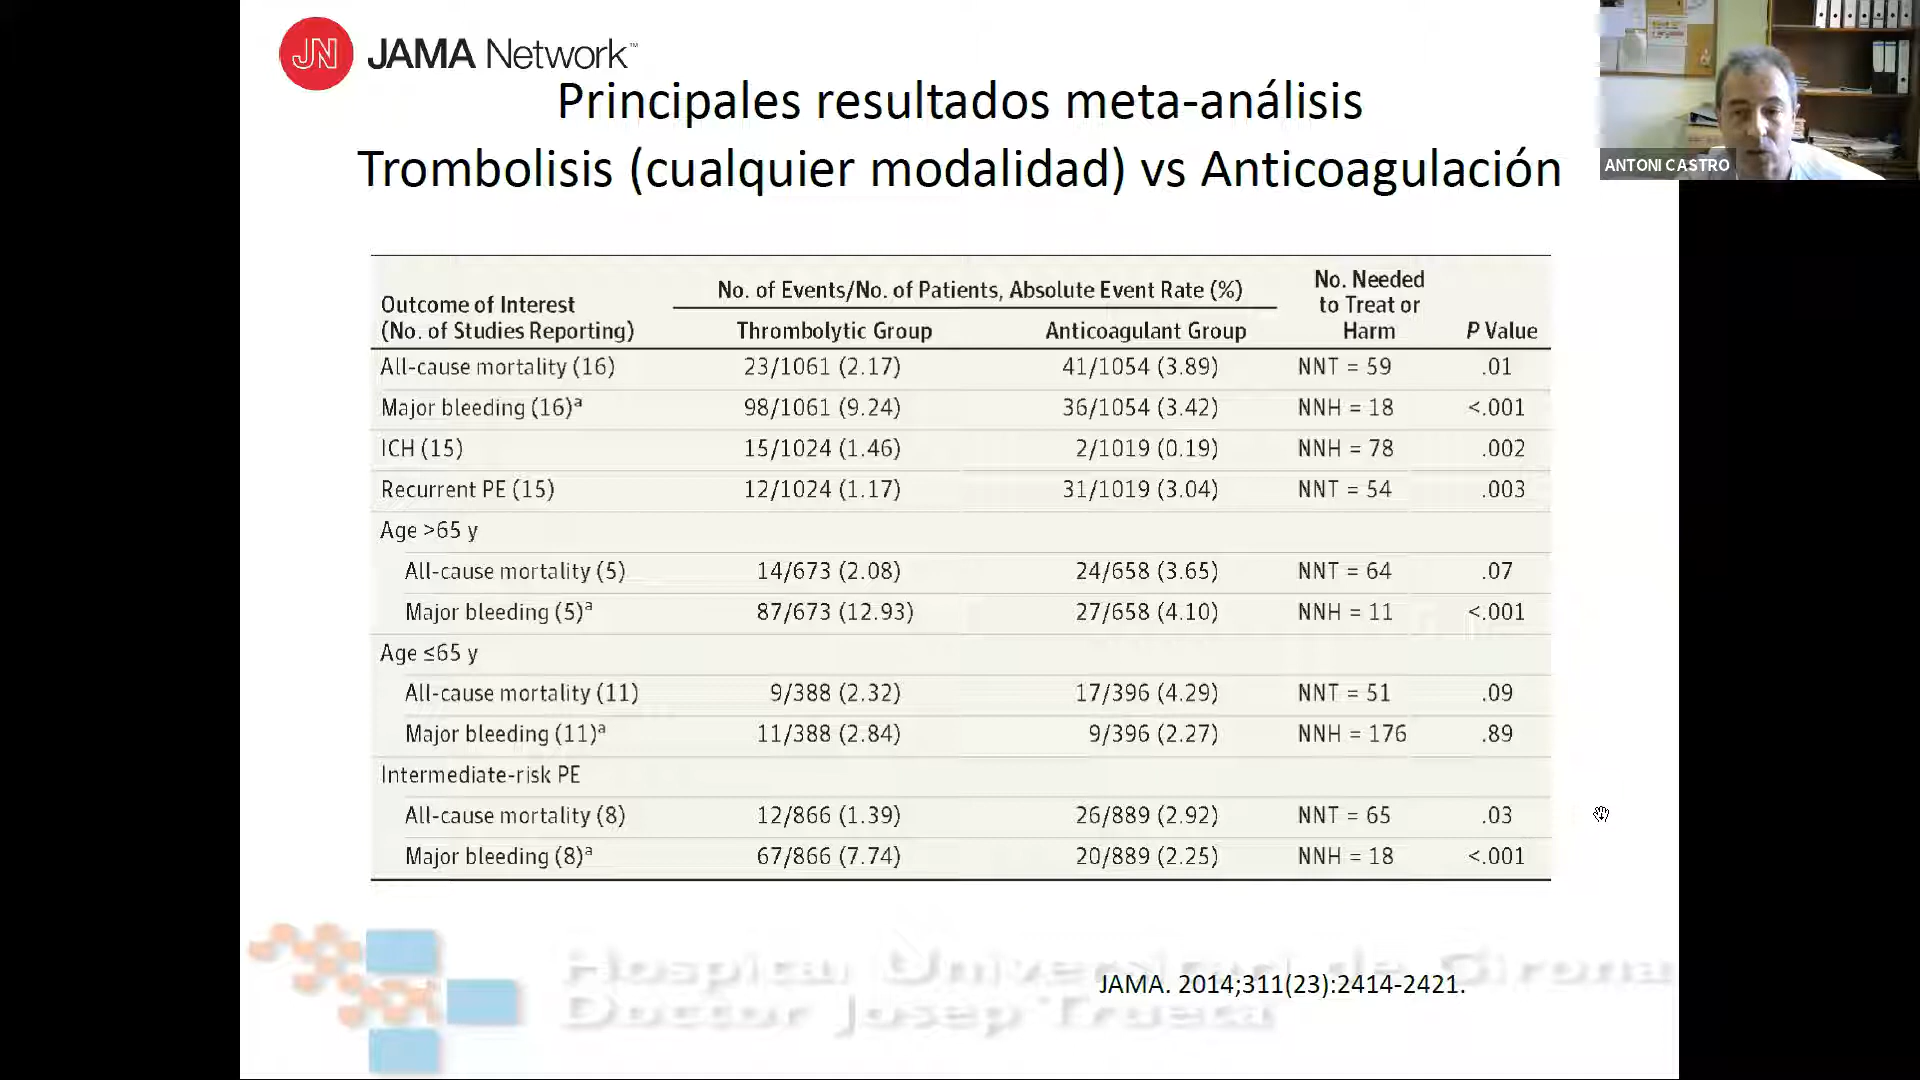 JN JAMA Network™
Principales resultados meta-análisis
Trombolisis (cualquier modalidad) vs Anticoagulación
ANTONI CASTRO
Outcome of Interest (No. of Studies Reporting) No. of Events/No. of Patients, Absolute Event Rate (%) No. Needed to Treat or Harm P Value
Thrombolytic Group Anticoagulant Group
All-cause mortality (16) 23/1061 (2.17) 41/1054 (3.89) NNT = 59 .01
Major bleeding (16)ª 98/1061 (9.24) 36/1054 (3.42) NNH = 18 <.001
ICH (15) 15/1024 (1.46) 2/1019 (0.19) NNH = 78 .002
Recurrent PE (15) 12/1024 (1.17) 31/1019 (3.04) NNT = 54 .003
Age >65 y
All-cause mortality (5) 14/673 (2.08) 24/658 (3.65) NNT = 64 .07
Major bleeding (5)ª 87/673 (12.93) 27/658 (4.10) NNH = 11 <.001
Age ≤65 y
All-cause mortality (11) 9/388 (2.32) 17/396 (4.29) NNT = 51 .09
Major bleeding (11)ª 11/388 (2.84) 9/396 (2.27) NNH = 176 .89
Intermediate-risk PE
All-cause mortality (8) 12/866 (1.39) 26/889 (2.92) NNT = 65 .03
Major bleeding (8)ª 67/866 (7.74) 20/889 (2.25) NNH = 18 <.001
Hospital Universitari de Girona
Doctor Josep Trueta
JAMA. 2014;311(23):2414-2421.